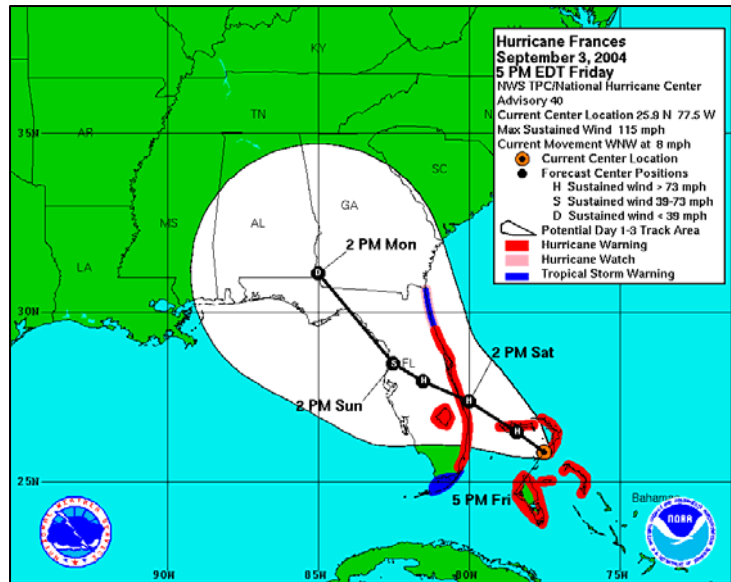 Hurricane Frances
September 3, 2004
5 PM EDT Friday
NWS TPC/National Hurricane Center
Advisory 40
Current Center Location 25.9 N 77.5 W
Max Sustained Wind 115 mph
Current Movement WNW at 8 mph
Current Center Location
Forecast Center Positions
H Sustained wind > 73 mph
S Sustained wind 39-73 mph
D Sustained wind < 39 mph
Potential Day 1-3 Track Area
Hurricane Warning
Hurricane Watch
Tropical Storm Warning
KY
TN
AR
35N
SC
MS
AL
GA
LA
D
2 PM Mon
30N
S
FL
H
H
H
2 PM Sat
2 PM Sun
25N
5 PM Fri
Bahamas
NATIONAL WEATHER SERVICE
NOAA
90W
85W
80W
75W